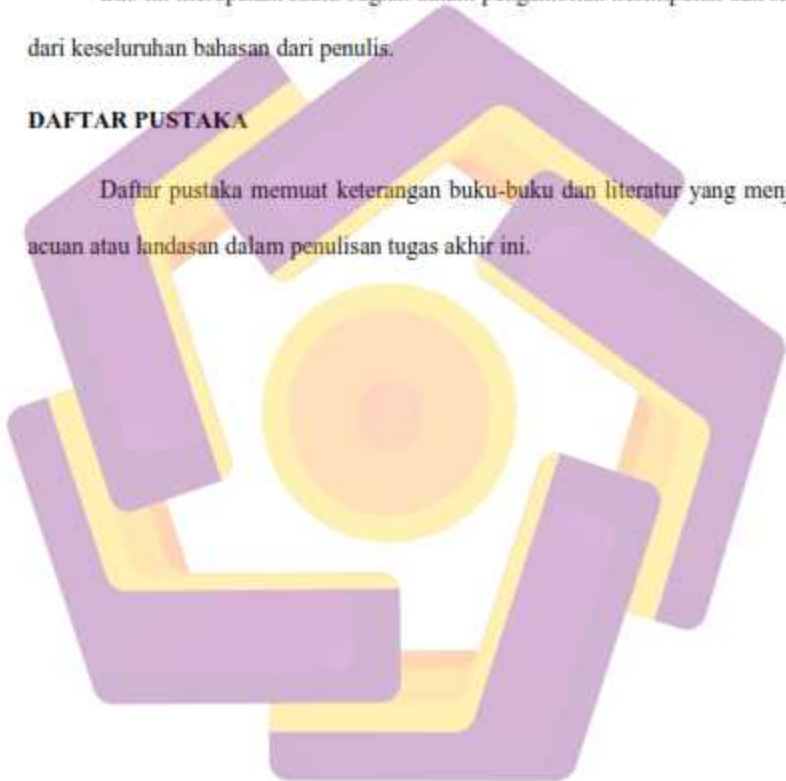 dari keseluruhan bahasan dari penulis.
DAFTAR PUSTAKA
Daftar pustaka memuat keterangan buku-buku dan literatur yang
acuan atau landasan dalam penulisan tugas akhir ini.